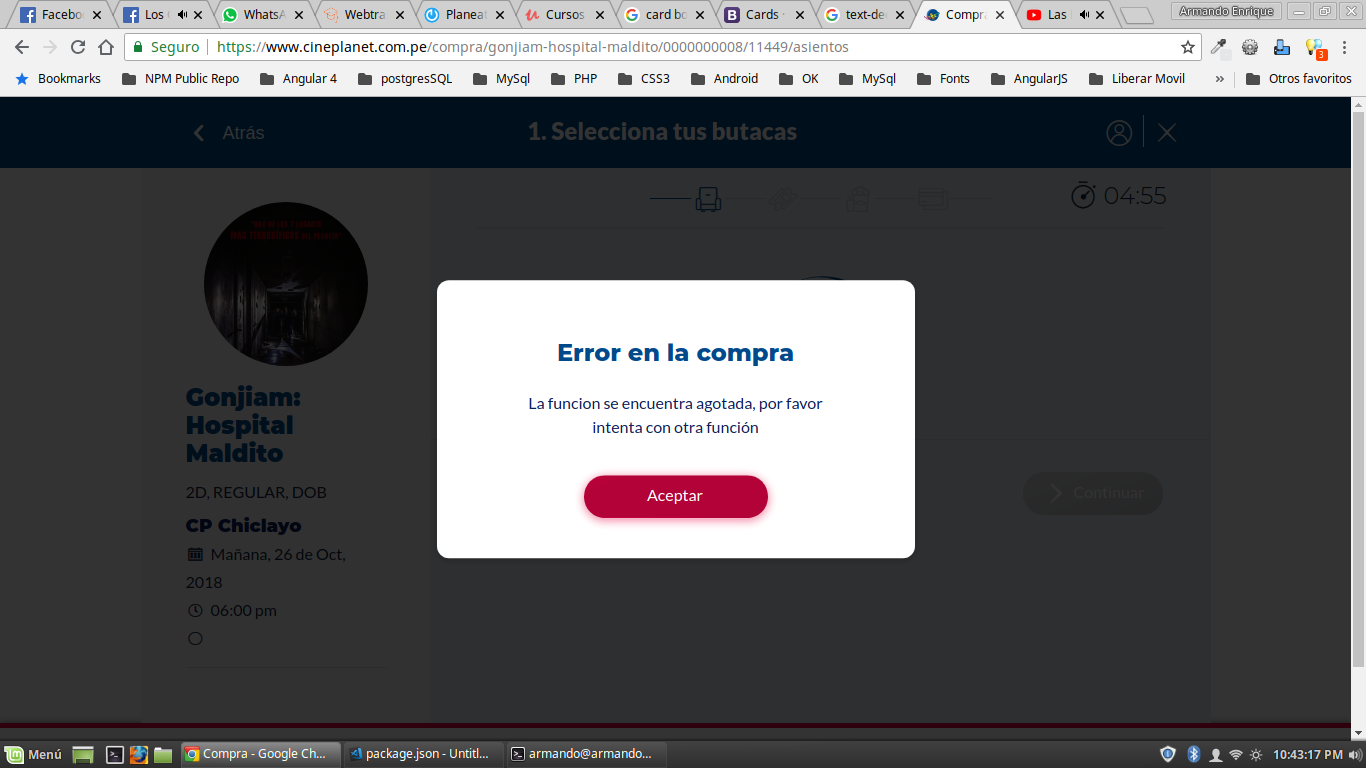 Facebo
Los
WhatsA
Webtra
Planeat
Cursos
card bo
Cards
text-de
Compra
Las
Armando Enrique
Seguro
https://www.cineplanet.com.pe/compra/gonjiam-hospital-maldito/0000000008/11449/asientos
3
Bookmarks
NPM Public Repo
Angular 4
postgresSQL
MySql
PHP
CSS3
Android
OK
MySql
Fonts
AngularJS
Liberar Movil
»
Otros favoritos
Atrás
1. Selecciona tus butacas
04:55
Error en la compra
La funcion se encuentra agotada, por favor
intenta con otra función
Aceptar
Continuar
Gonjiam:
Hospital
Maldito
2D, REGULAR, DOB
CP Chiclayo
Mañana, 26 de Oct,
2018
06:00 pm
Menú
Compra - Google Ch...
package.json - Untitl...
armando@armando...
10:43:17 PM